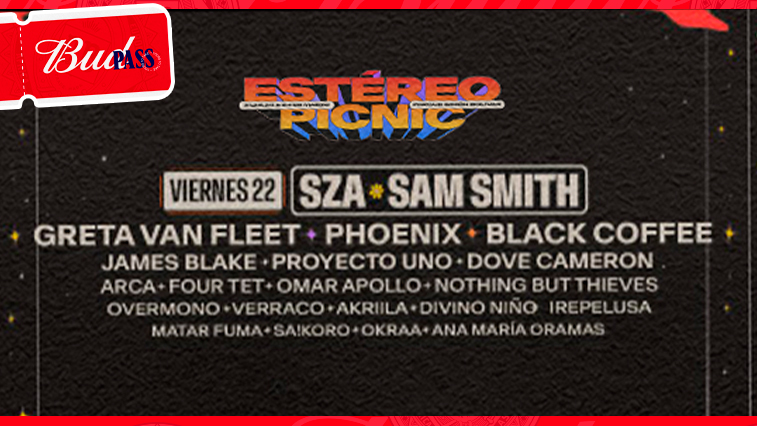 Bud PASS
ESTÉREO
PICNIC
VIERNES 22 SZA SAM SMITH
GRETA VAN FLEET PHOENIX BLACK COFFEE
JAMES BLAKE PROYECTO UNO DOVE CAMERON
ARCA FOUR TET OMAR APOLLO NOTHING BUT THIEVES
OVERMONO VERRACO AKRIILA DIVINO NIÑO IREPELUSA
MATAR FUMA SA!KORO OKRAA ANA MARÍA ORAMAS